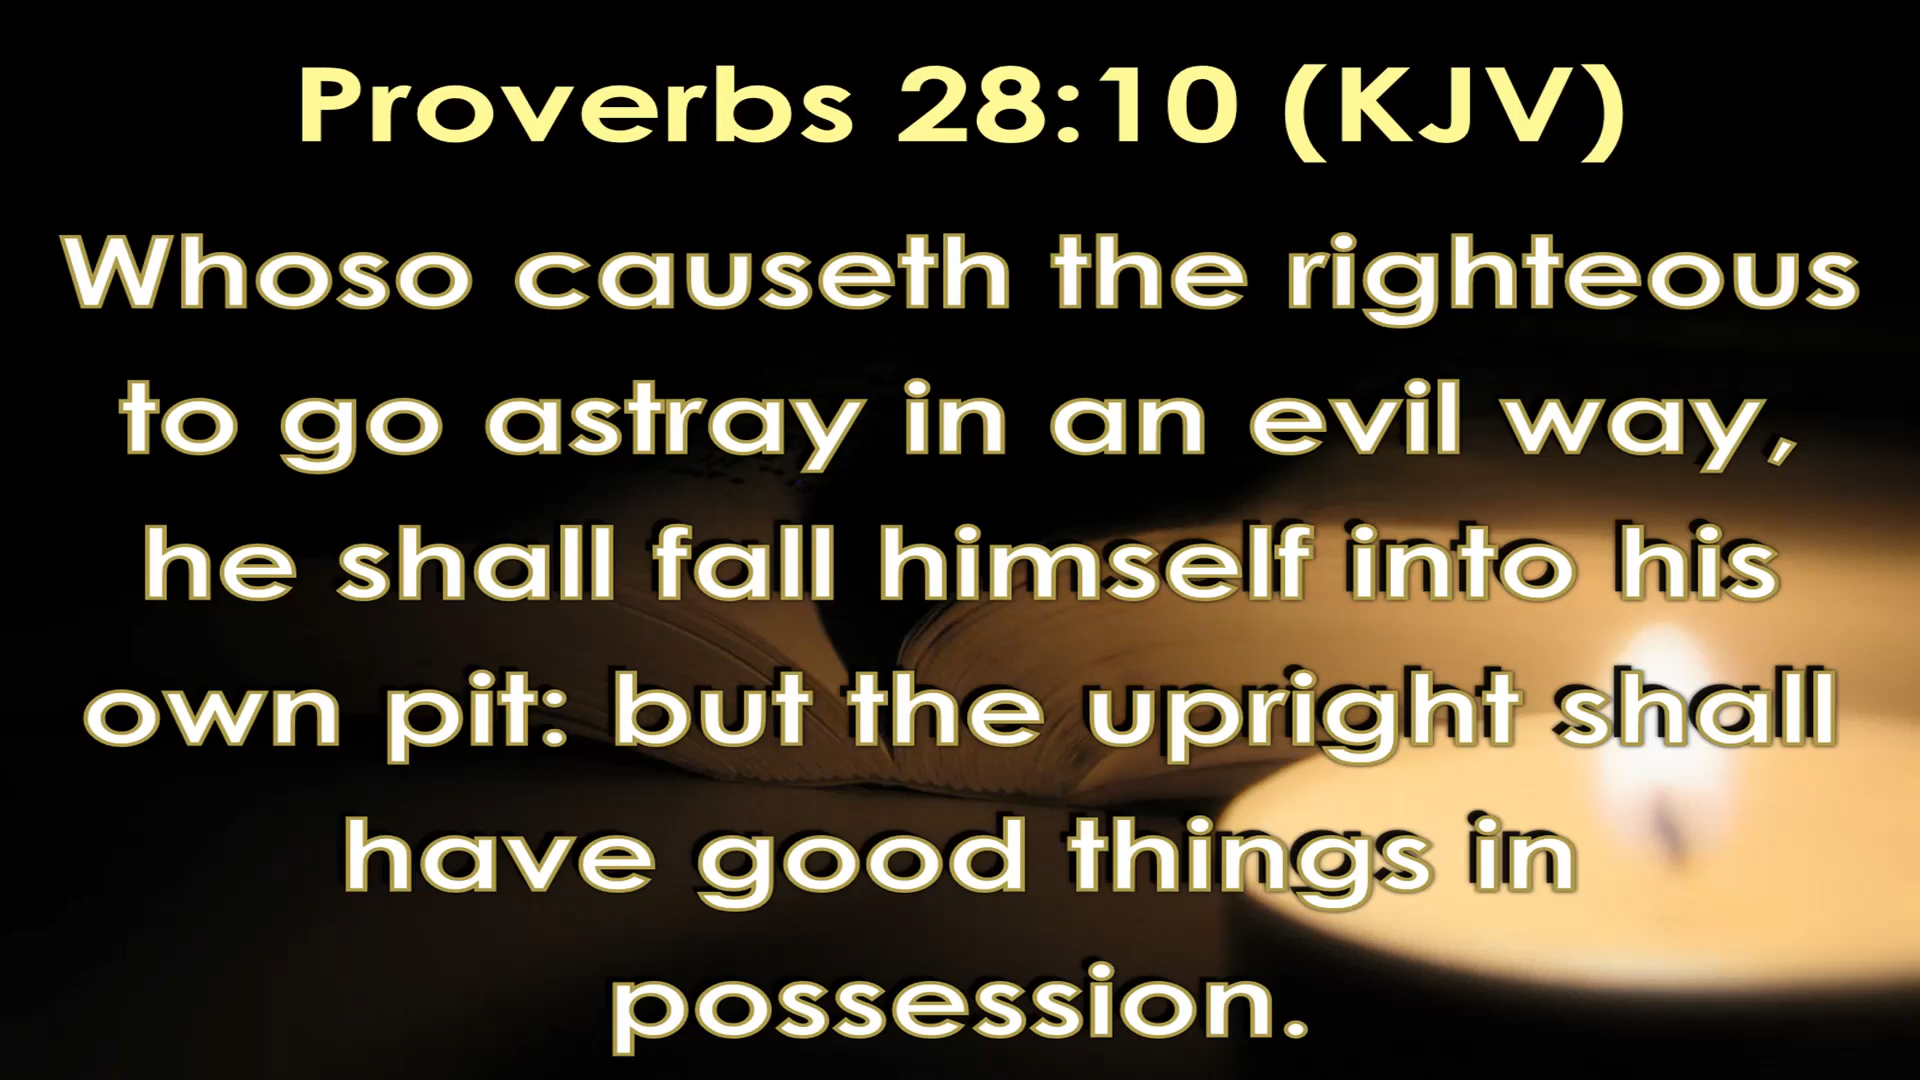 Proverbs 28:10 (KJV)
Whoso causeth the righteous
to go astray in an evil way,
he shall fall himself into his
own pit: but the upright shall
have good things in
possession.